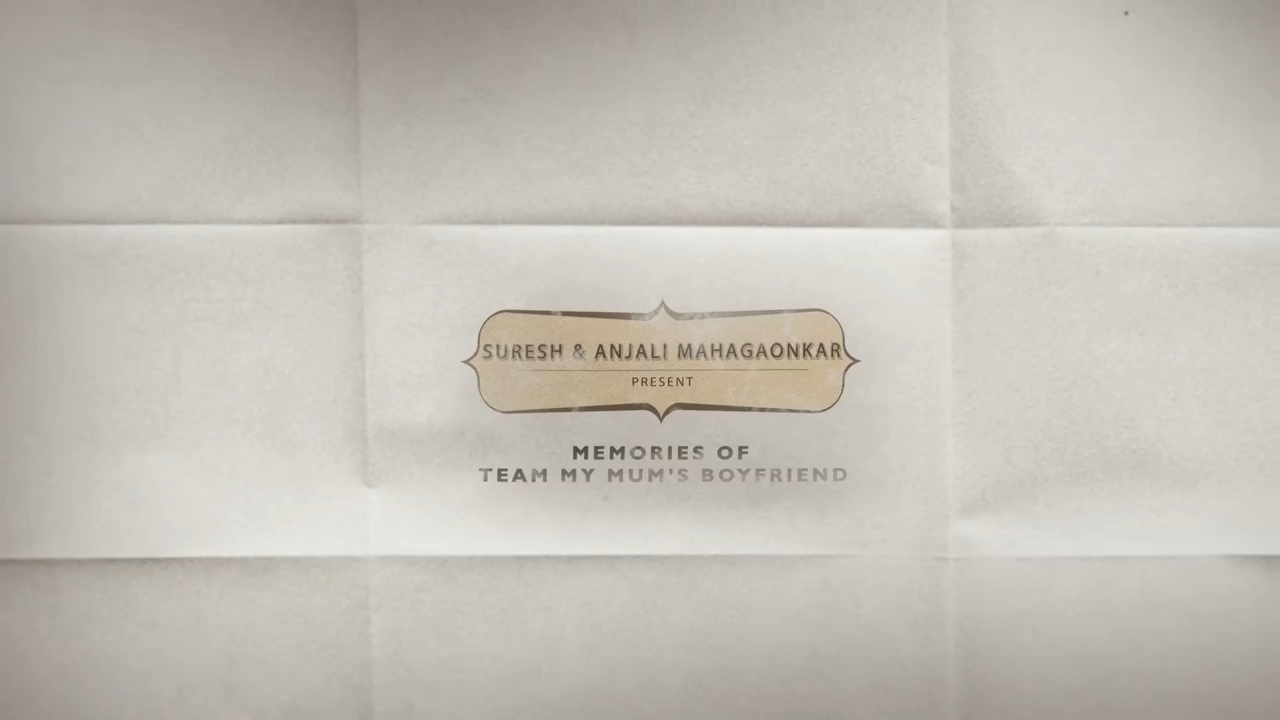 SURESH & ANJALI MAHAGAONKAR
PRESENT
MEMORIES OF
TEAM MY MUM'S BOYFRIEND